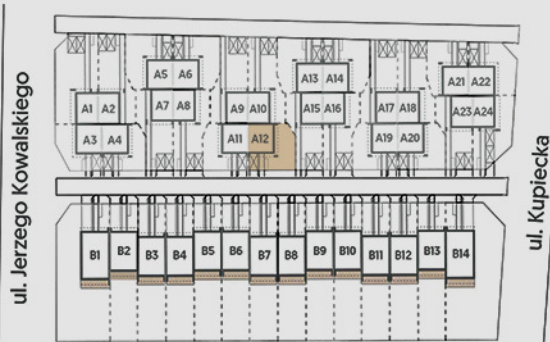 ul. Jerzego Kowalskiego
A5 A6
A13 A14
A21 A22
A1 A2
A7 A8
A9 A10
A15 A16
A17 A18
A23 A24
A3 A4
A11 A12
A19 A20
B1 B2 B3 B4 B5 B6 B7 B8 B9 B10 B11 B12 B13 B14
ul. Kupiecka